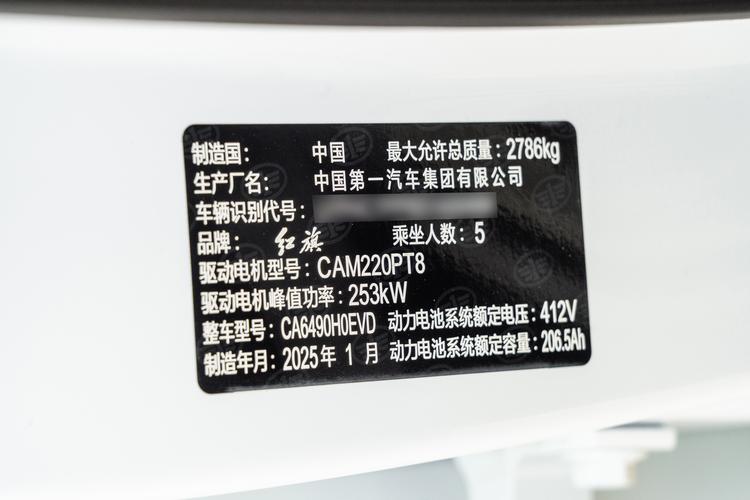 制造国： 中国 最大允许总质量：2786kg
生产厂名： 中国第一汽车集团有限公司
车辆识别代号：
品牌： 红旗 乘坐人数：5
驱动电机型号：CAM220PT8
驱动电机峰值功率：253kW
整车型号：CA6490H0EVD 动力电池系统额定电压：412V
制造年月：2025年 1 月 动力电池系统额定容量：206.5Ah